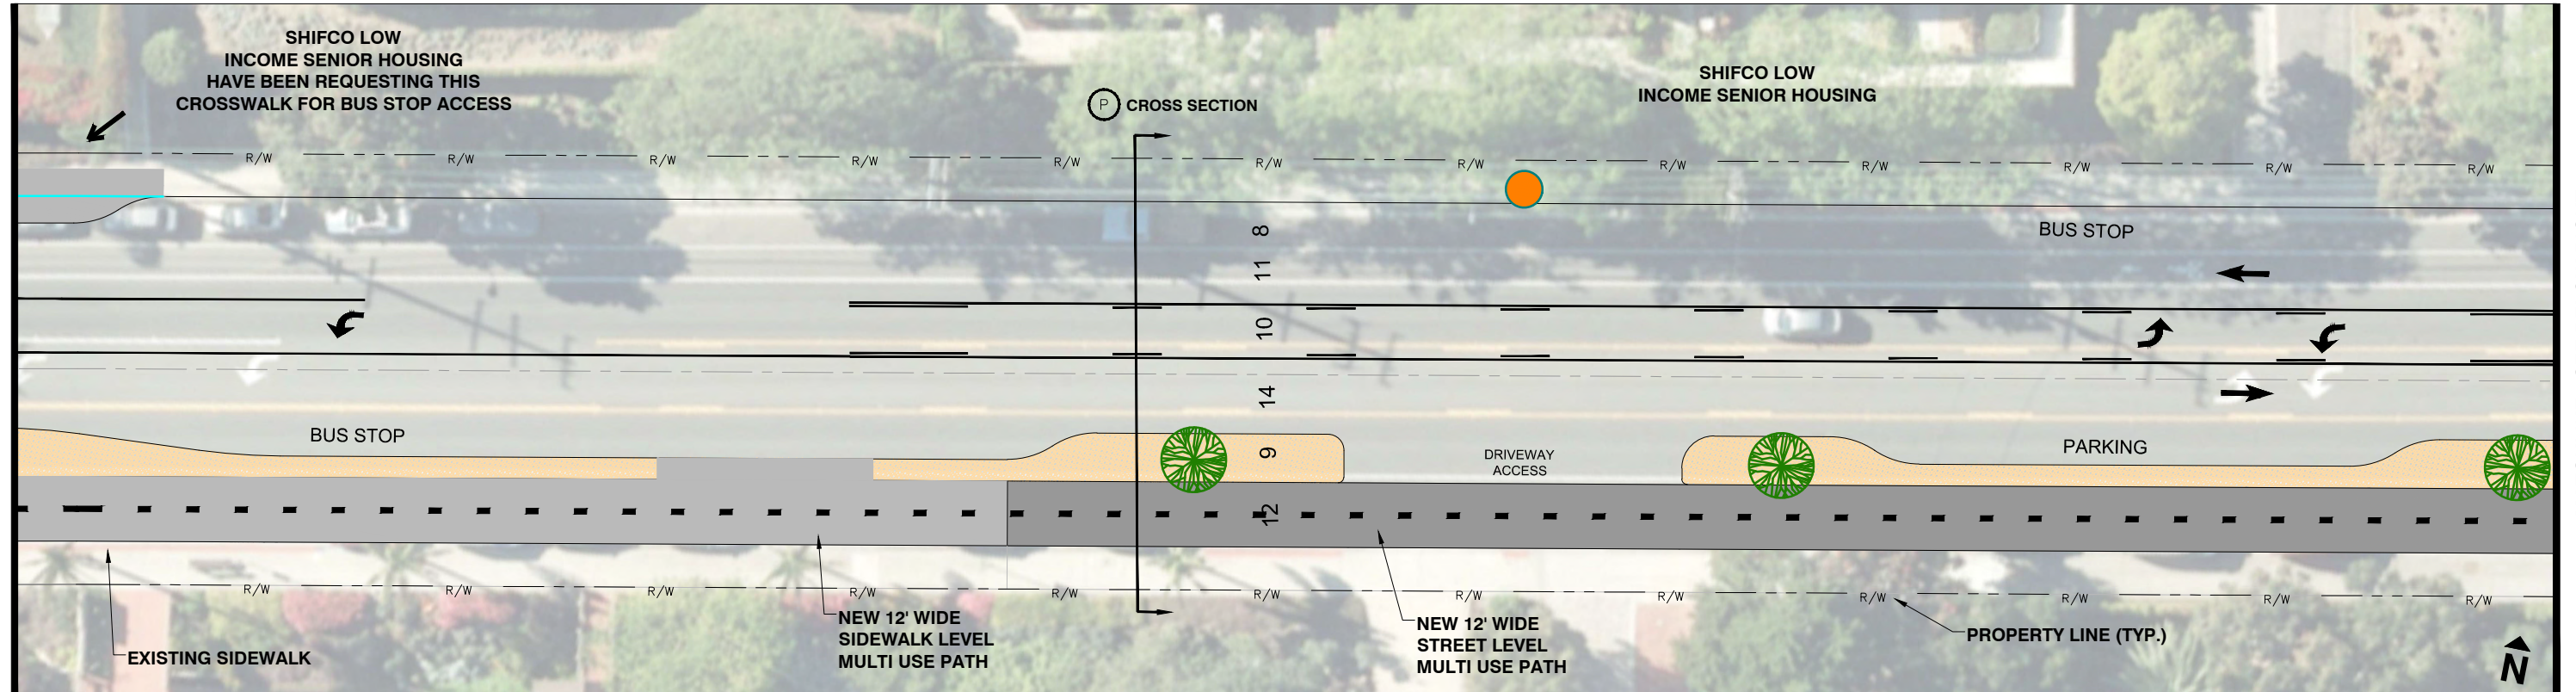 SHIFCO LOW
INCOME SENIOR HOUSING
HAVE BEEN REQUESTING THIS
CROSSWALK FOR BUS STOP ACCESS
P CROSS SECTION
SHIFCO LOW
INCOME SENIOR HOUSING
R/W R/W R/W R/W R/W R/W R/W R/W R/W R/W R/W R/W
8
BUS STOP
11
10
14
BUS STOP
9
DRIVEWAY
ACCESS
PARKING
12
R/W R/W R/W R/W R/W R/W R/W R/W R/W R/W R/W R/W
EXISTING SIDEWALK
NEW 12' WIDE
SIDEWALK LEVEL
MULTI USE PATH
NEW 12' WIDE
STREET LEVEL
MULTI USE PATH
PROPERTY LINE (TYP.)
N